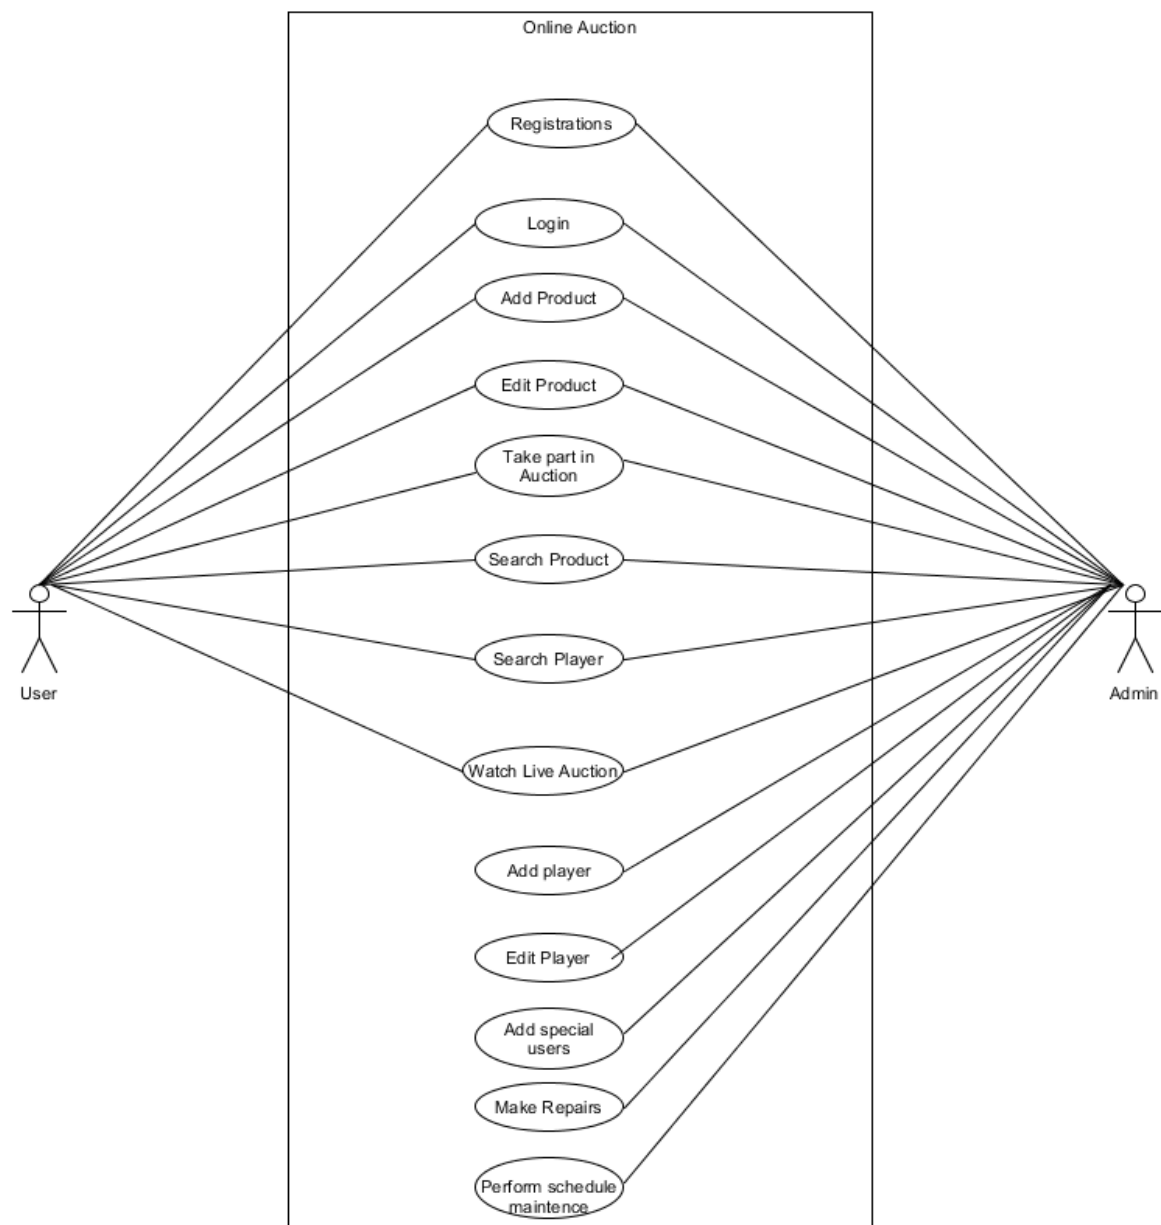 Online Auction
Registrations
Login
Add Product
Edit Product
Take part in
Auction
Search Product
Search Player
User
Admin
Watch Live Auction
Add player
Edit Player
Add special
users
Make Repairs
Perform schedule
maintence